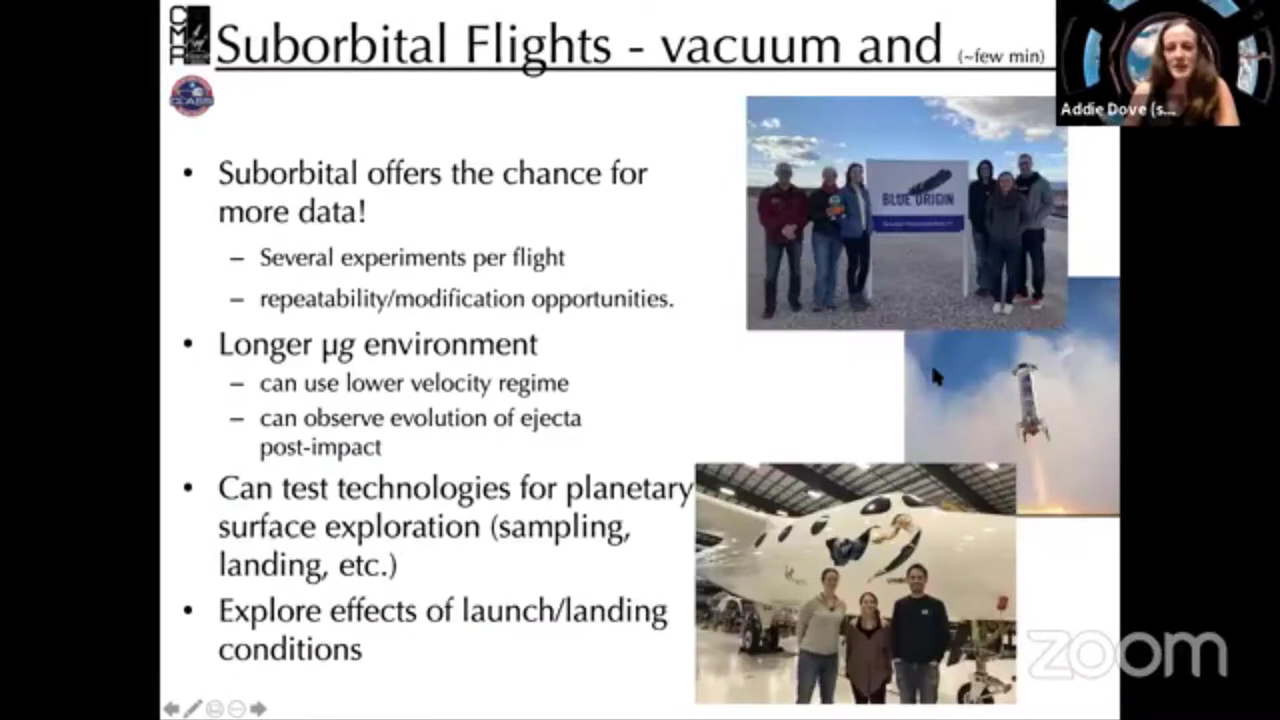 CMR
Suborbital Flights - vacuum and (~few min)
CLASS
Addie Dove (s...
• Suborbital offers the chance for
more data!
– Several experiments per flight
– repeatability/modification opportunities.
• Longer µg environment
– can use lower velocity regime
– can observe evolution of ejecta
post-impact
• Can test technologies for planetary
surface exploration (sampling,
landing, etc.)
• Explore effects of launch/landing
conditions
BLUE ORIGIN
zoom